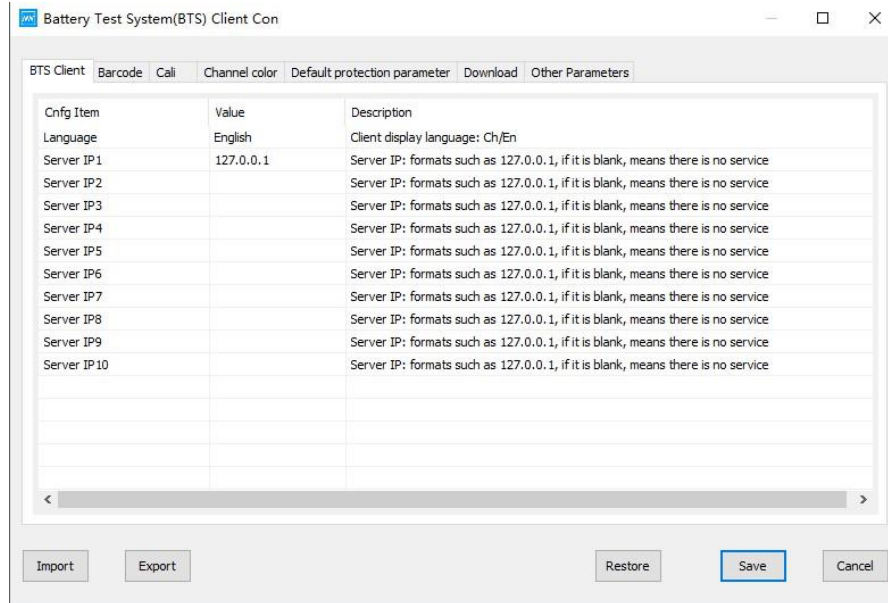 Battery Test System(BTS) Client Con
BTS Client Barcode Cali Channel color Default protection parameter Download Other Parameters
Cnfg Item Value Description
Language English Client display language: Ch/En
Server IP1 127.0.0.1 Server IP: formats such as 127.0.0.1, if it is blank, means there is no service
Server IP2 Server IP: formats such as 127.0.0.1, if it is blank, means there is no service
Server IP3 Server IP: formats such as 127.0.0.1, if it is blank, means there is no service
Server IP4 Server IP: formats such as 127.0.0.1, if it is blank, means there is no service
Server IP5 Server IP: formats such as 127.0.0.1, if it is blank, means there is no service
Server IP6 Server IP: formats such as 127.0.0.1, if it is blank, means there is no service
Server IP7 Server IP: formats such as 127.0.0.1, if it is blank, means there is no service
Server IP8 Server IP: formats such as 127.0.0.1, if it is blank, means there is no service
Server IP9 Server IP: formats such as 127.0.0.1, if it is blank, means there is no service
Server IP10 Server IP: formats such as 127.0.0.1, if it is blank, means there is no service
Import Export Restore Save Cancel